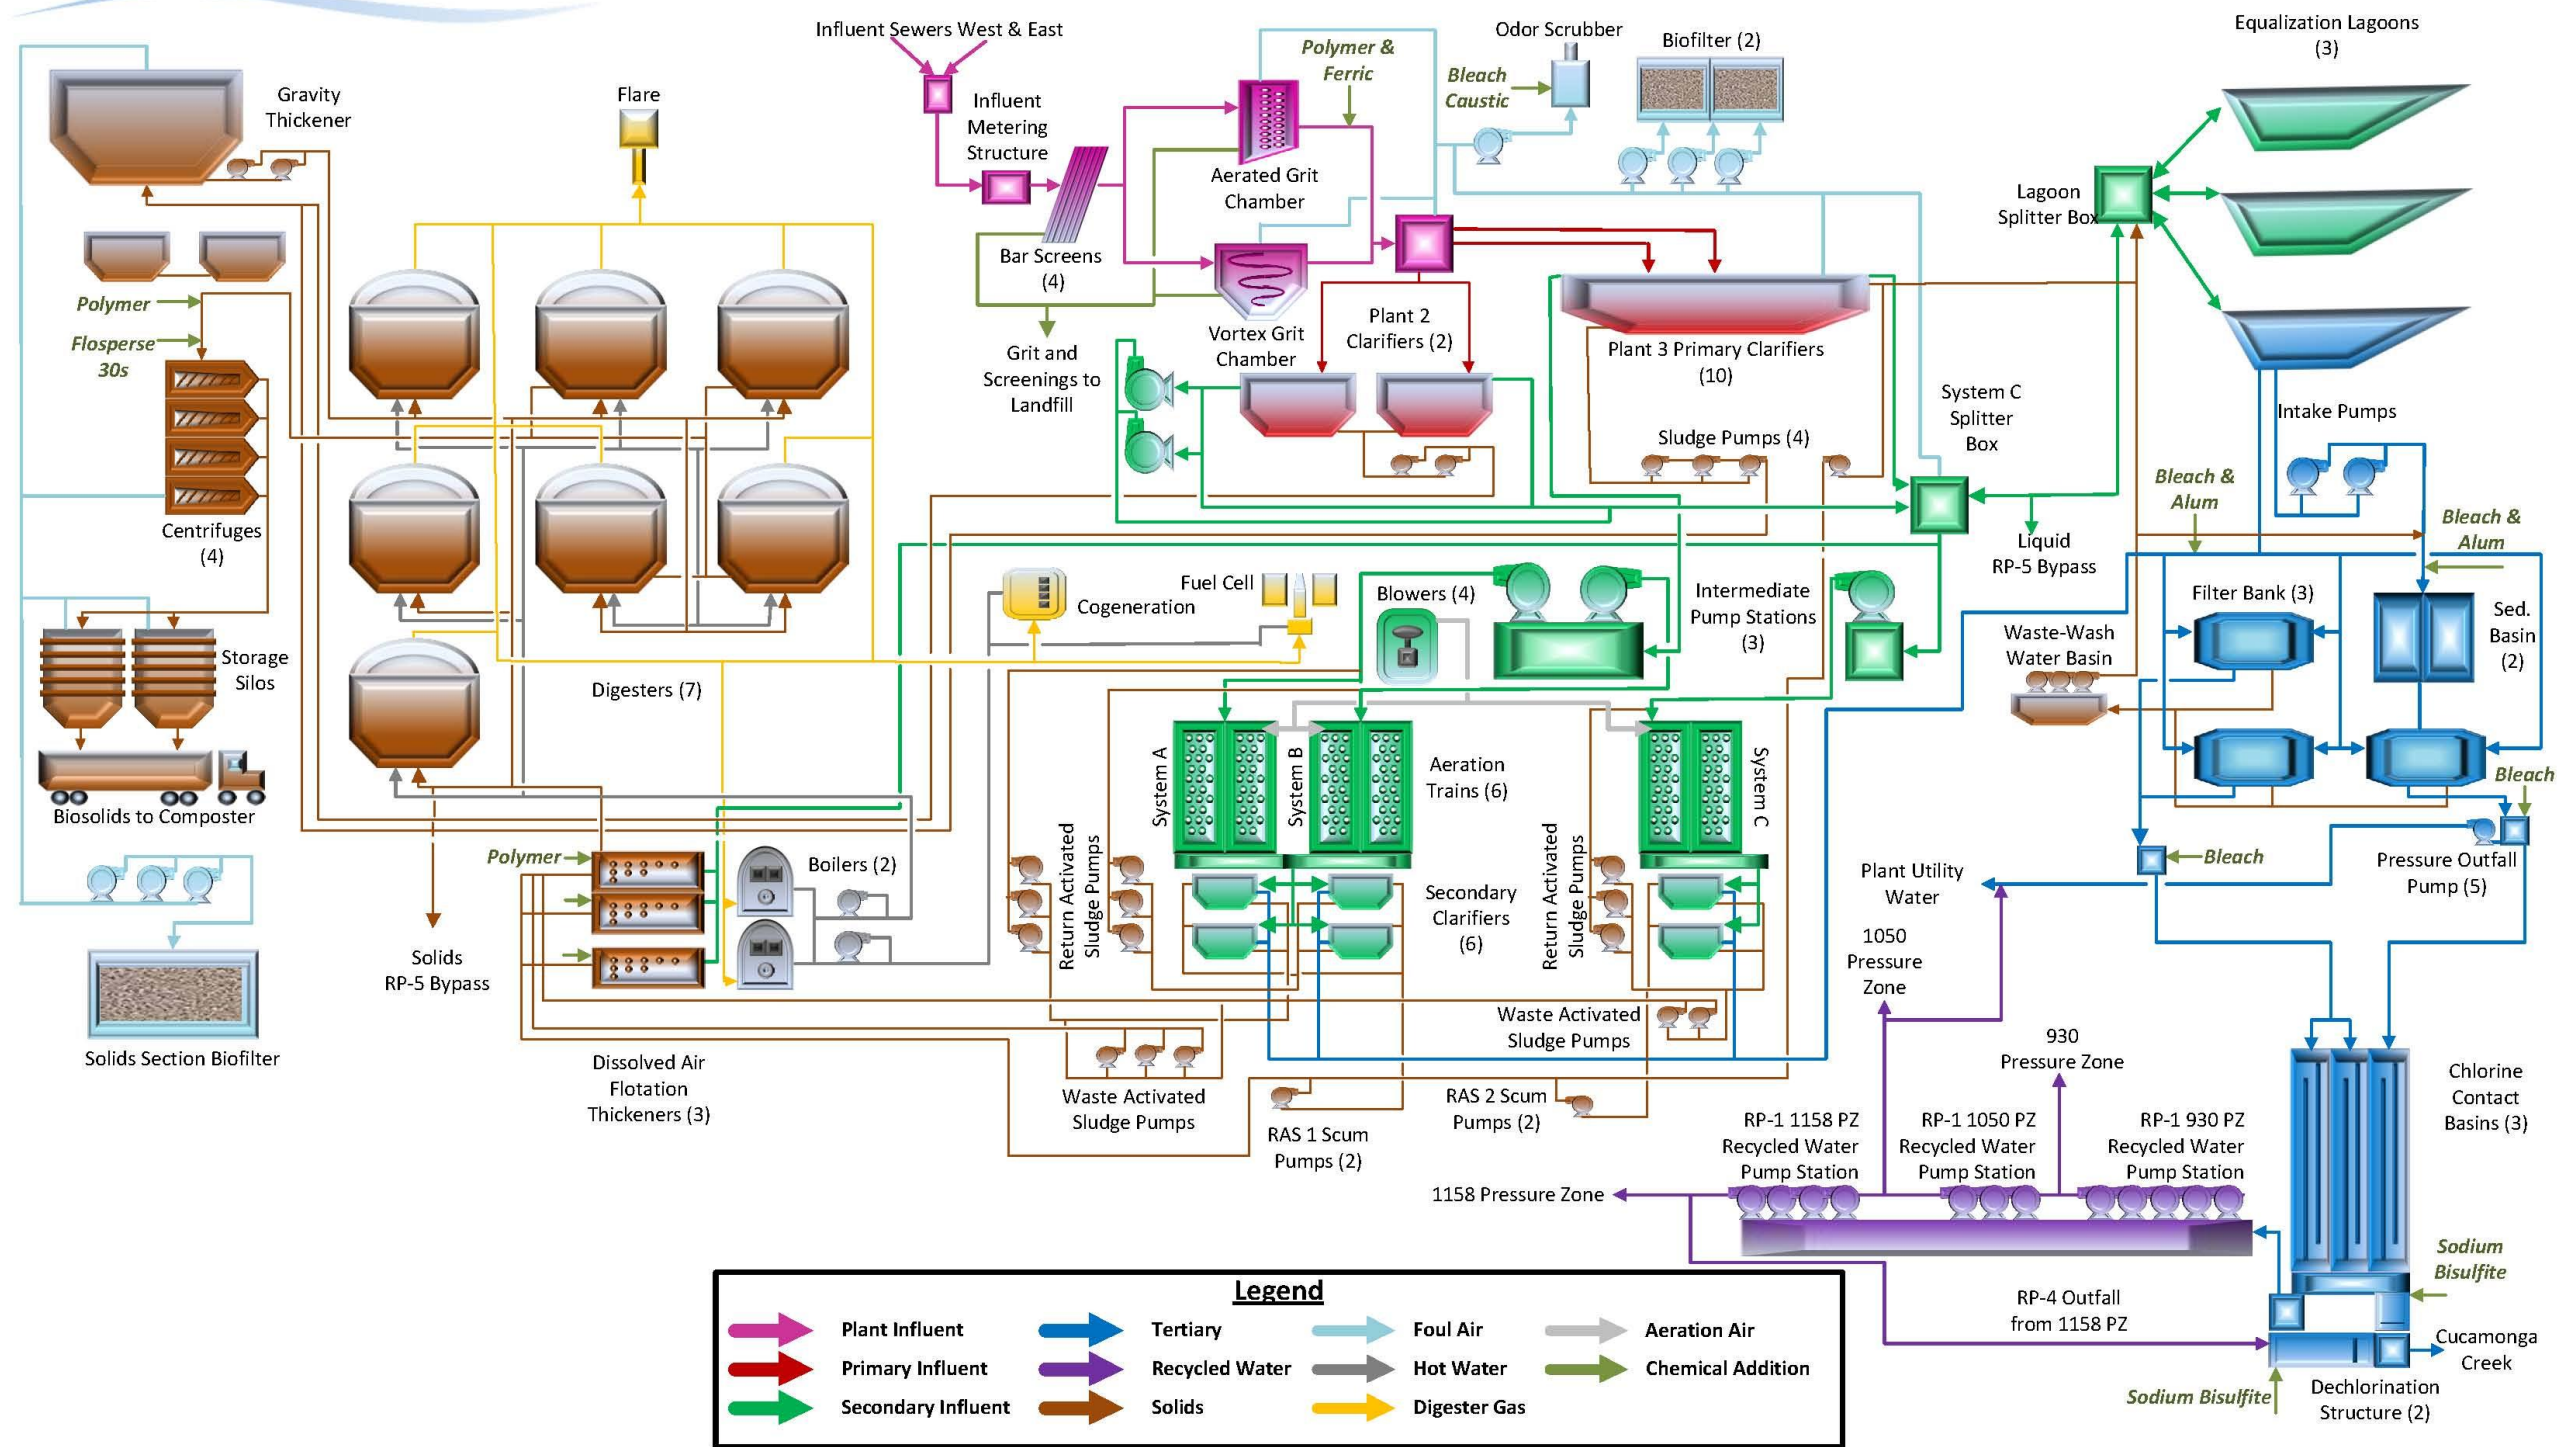 Influent Sewers West & East
Odor Scrubber
Biofilter (2)
Equalization Lagoons
(3)
Polymer &
Ferric
Bleach
Caustic
Gravity
Thickener
Flare
Influent
Metering
Structure
Aerated Grit
Chamber
Lagoon
Splitter Box
Bar Screens
(4)
Polymer
Flosperse
30s
Vortex Grit
Chamber
Plant 2
Clarifiers (2)
Plant 3 Primary Clarifiers
(10)
Grit and
Screenings to
Landfill
System C
Splitter
Box
Intake Pumps
Sludge Pumps (4)
Bleach &
Alum
Bleach &
Alum
Centrifuges
(4)
Liquid
RP-5 Bypass
Fuel Cell
Cogeneration
Blowers (4)
Intermediate
Pump Stations
(3)
Filter Bank (3)
Sed.
Basin
(2)
Waste-Wash
Water Basin
Storage
Silos
Digesters (7)
System A
System B
System C
Aeration
Trains (6)
Bleach
Biosolids to Composter
Polymer
Boilers (2)
Return Activated
Sludge Pumps
Return Activated
Sludge Pumps
Secondary
Clarifiers
(6)
Plant Utility
Water
Bleach
Pressure Outfall
Pump (5)
Solids
RP-5 Bypass
1050
Pressure
Zone
Waste Activated
Sludge Pumps
930
Pressure Zone
Solids Section Biofilter
Dissolved Air
Flotation
Thickeners (3)
Waste Activated
Sludge Pumps
RAS 1 Scum
Pumps (2)
RAS 2 Scum
Pumps (2)
Chlorine
Contact
Basins (3)
RP-1 1158 PZ
Recycled Water
Pump Station
RP-1 1050 PZ
Recycled Water
Pump Station
RP-1 930 PZ
Recycled Water
Pump Station
1158 Pressure Zone
Sodium
Bisulfite
RP-4 Outfall
from 1158 PZ
Cucamonga
Creek
Sodium Bisulfite
Dechlorination
Structure (2)
Legend
Plant Influent
Tertiary
Foul Air
Aeration Air
Primary Influent
Recycled Water
Hot Water
Chemical Addition
Secondary Influent
Solids
Digester Gas